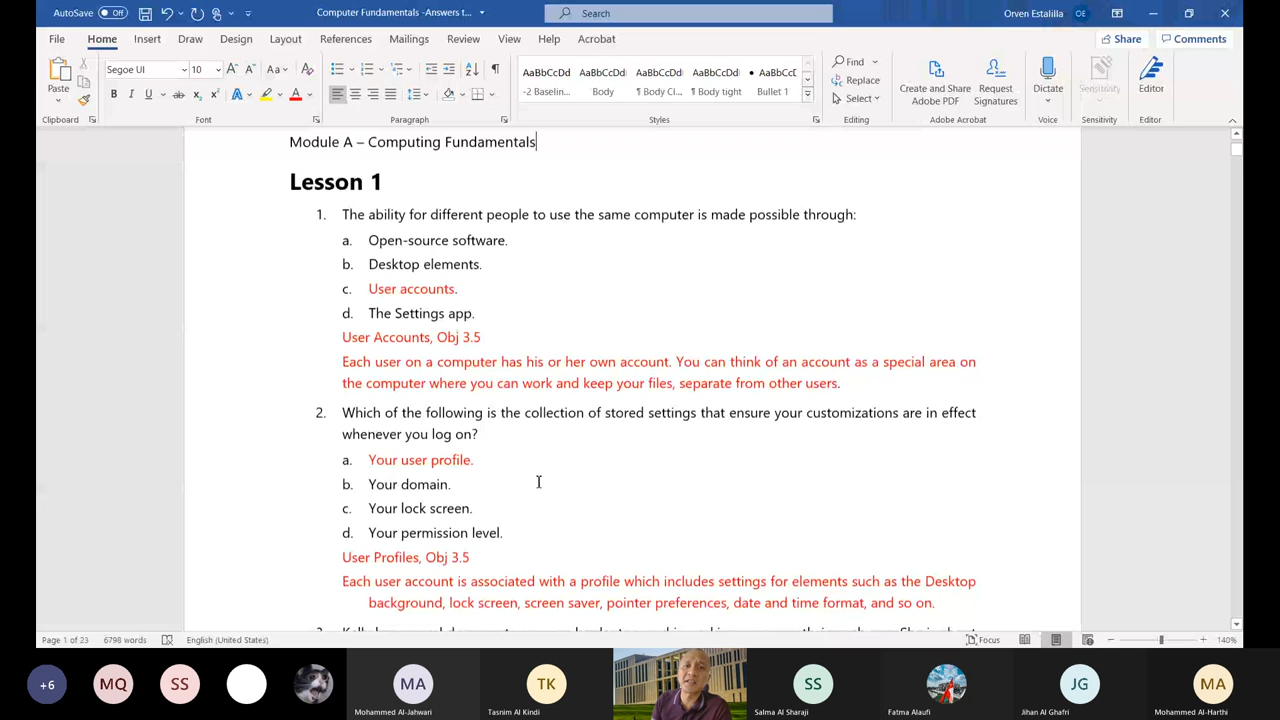 AutoSave Off Computer Fundamentals -Answers t... Search Orven Estalilla OE
File Home Insert Draw Design Layout References Mailings Review View Help Acrobat Share Comments
Segoe UI 10 AaBbCcDd AaBbCcDd AaBbCcDd AaBbCcDd AaBbCcDd Find
Paste -2 Baselin... Body ¶ Body Cl... ¶ Body tight Bullet 1 Replace Select Create and Share Adobe PDF Request Signatures Dictate Sensitivity Editor
Clipboard Font Paragraph Styles Editing Adobe Acrobat Voice Sensitivity Editor
Module A – Computing Fundamentals
Lesson 1
1. The ability for different people to use the same computer is made possible through:
a. Open-source software.
b. Desktop elements.
c. User accounts.
d. The Settings app.
User Accounts, Obj 3.5
Each user on a computer has his or her own account. You can think of an account as a special area on
the computer where you can work and keep your files, separate from other users.
2. Which of the following is the collection of stored settings that ensure your customizations are in effect
whenever you log on?
a. Your user profile.
b. Your domain.
c. Your lock screen.
d. Your permission level.
User Profiles, Obj 3.5
Each user account is associated with a profile which includes settings for elements such as the Desktop
background, lock screen, screen saver, pointer preferences, date and time format, and so on.
Page 1 of 23 6798 words English (United States) Focus 140%
+6 MQ SS MA TK SS JG MA
Mohammed Al-Jahwari Tasnim Al Kindi Salma Al Sharaji Fatma Alaufi Jihan Al Ghafri Mohammed Al-Harthi